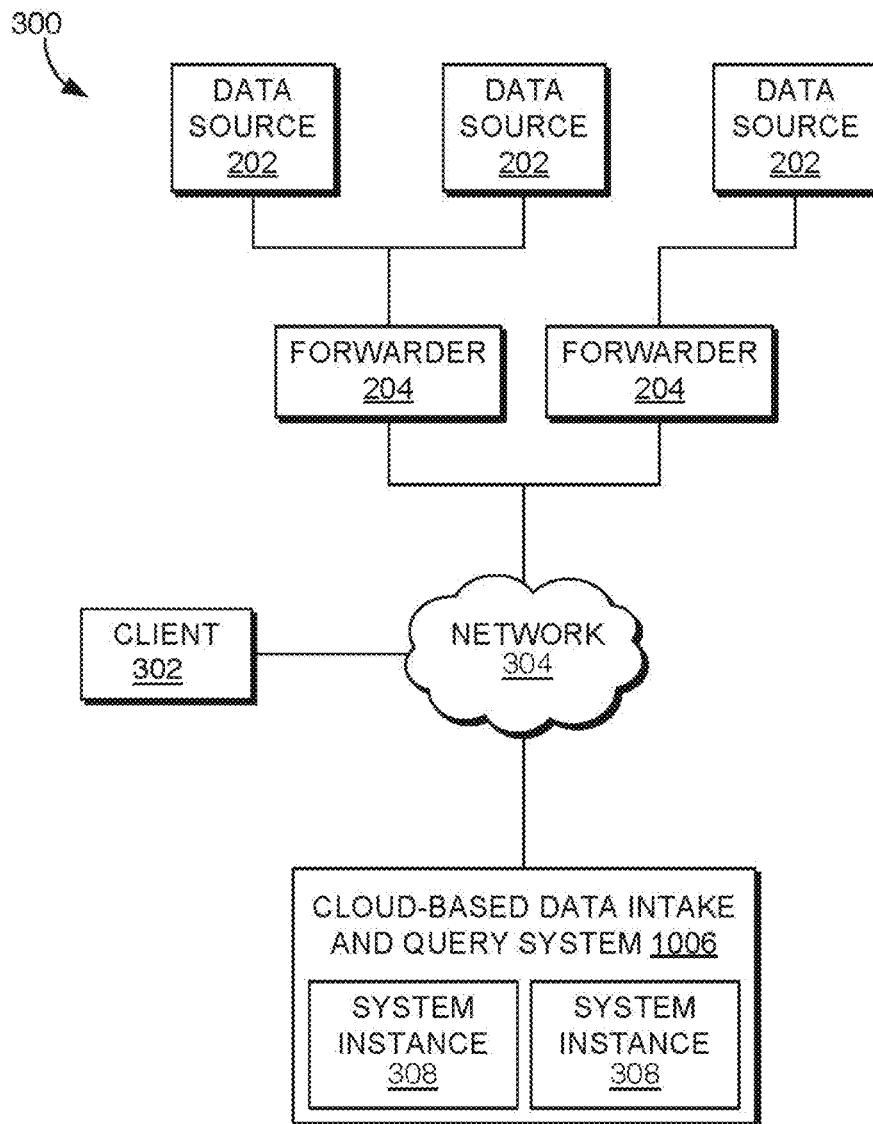 300
DATA
SOURCE
202
DATA
SOURCE
202
DATA
SOURCE
202
FORWARDER
204
FORWARDER
204
CLIENT
302
NETWORK
304
CLOUD-BASED DATA INTAKE
AND QUERY SYSTEM 1006
SYSTEM
INSTANCE
308
SYSTEM
INSTANCE
308